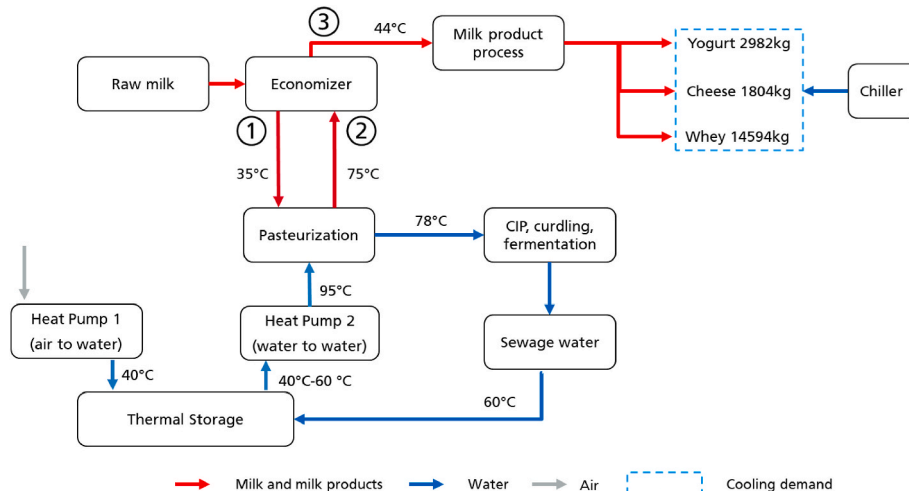 ③
44°C
Milk product
process
Yogurt 2982kg
Raw milk
Economizer
Cheese 1804kg
Chiller
①
②
Whey 14594kg
35°C
75°C
Pasteurization
78°C
CIP, curdling,
fermentation
95°C
Heat Pump 1
(air to water)
Heat Pump 2
(water to water)
Sewage water
40°C
40°C-60 °C
60°C
Thermal Storage
Milk and milk products
Water
Air
Cooling demand